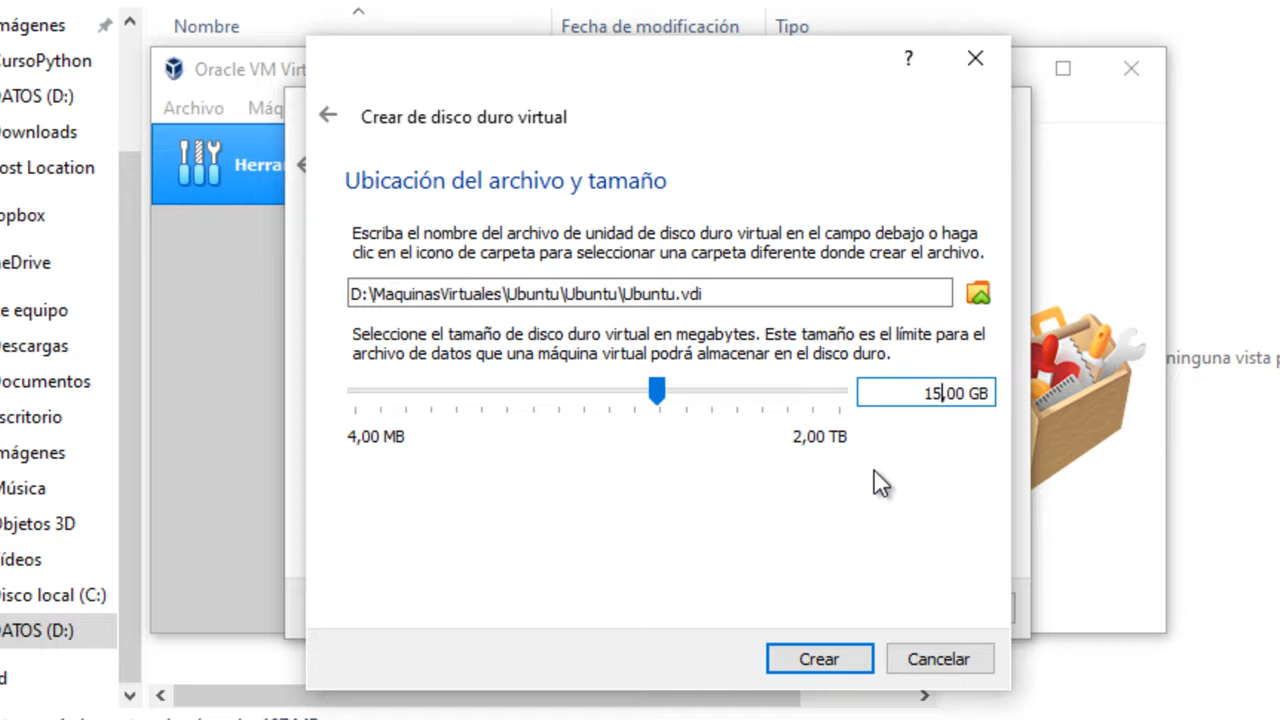 mágenes
Nombre
Fecha de modificación
Tipo
CursoPython
DATOS (D:)
Downloads
ost Location
opbox
eDrive
e equipo
Descargas
Documentos
scritorio
mágenes
Música
Objetos 3D
ídeos
isco local (C:)
DATOS (D:)
d
Oracle VM Virt
Archivo
Máq
Herra
?
Crear de disco duro virtual
Ubicación del archivo y tamaño
Escriba el nombre del archivo de unidad de disco duro virtual en el campo debajo o haga
clic en el icono de carpeta para seleccionar una carpeta diferente donde crear el archivo.
D:\MaquinasVirtuales\Ubuntu\Ubuntu\Ubuntu.vdi
Seleccione el tamaño de disco duro virtual en megabytes. Este tamaño es el límite para el
archivo de datos que una máquina virtual podrá almacenar en el disco duro.
15,00 GB
4,00 MB
2,00 TB
Crear
Cancelar
ninguna vista p